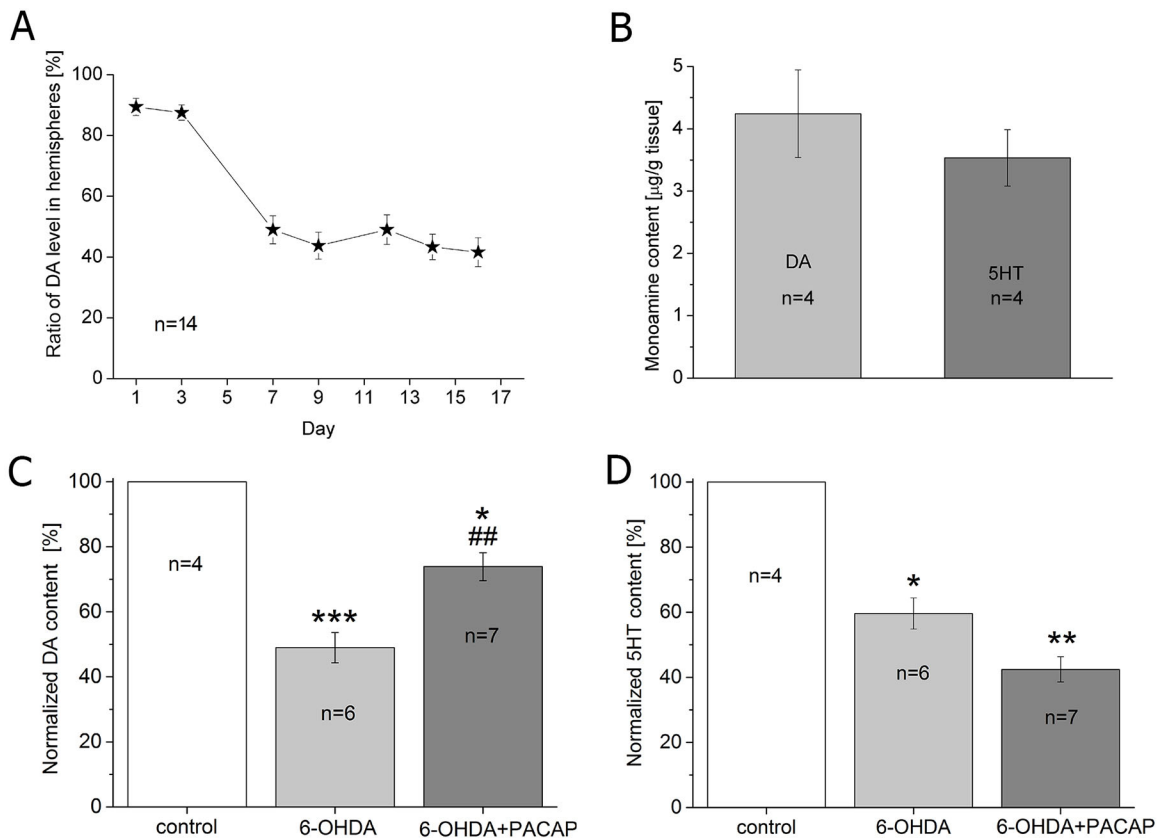 A
Ratio of DA level in hemispheres [%]
100
80
60
40
20
0
n=14
1 3 5 7 9 11 13 15 17
Day
B
Monoamine content [µg/g tissue]
5
4
3
2
1
0
DA
n=4
5HT
n=4
C
Normalized DA content [%]
100
80
60
40
20
0
n=4
***
n=6
*
##
n=7
control 6-OHDA 6-OHDA+PACAP
D
Normalized 5HT content [%]
100
80
60
40
20
0
n=4
*
n=6
**
n=7
control 6-OHDA 6-OHDA+PACAP